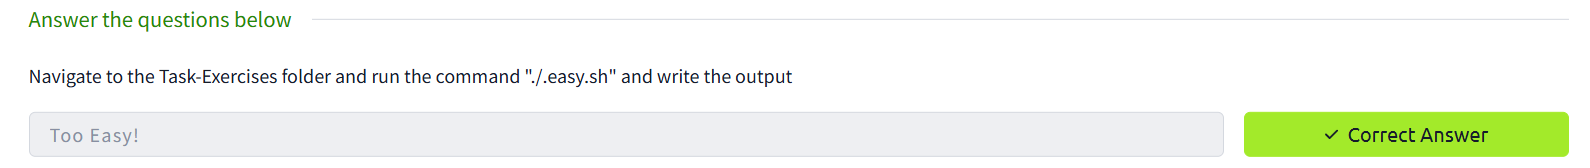 Answer the questions below
Navigate to the Task-Exercises folder and run the command "./.easy.sh" and write the output
Too Easy!
Correct Answer